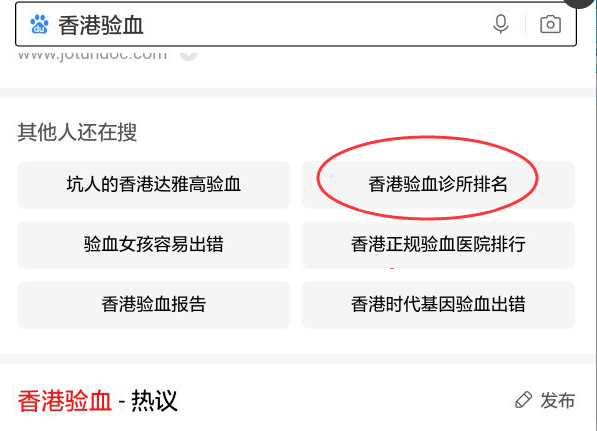 香港验血
www.jotundoc.com
其他人还在搜
坑人的香港达雅高验血
香港验血诊所排名
验血女孩容易出错
香港正规验血医院排行
香港验血报告
香港时代基因验血出错
香港验血 - 热议
发布